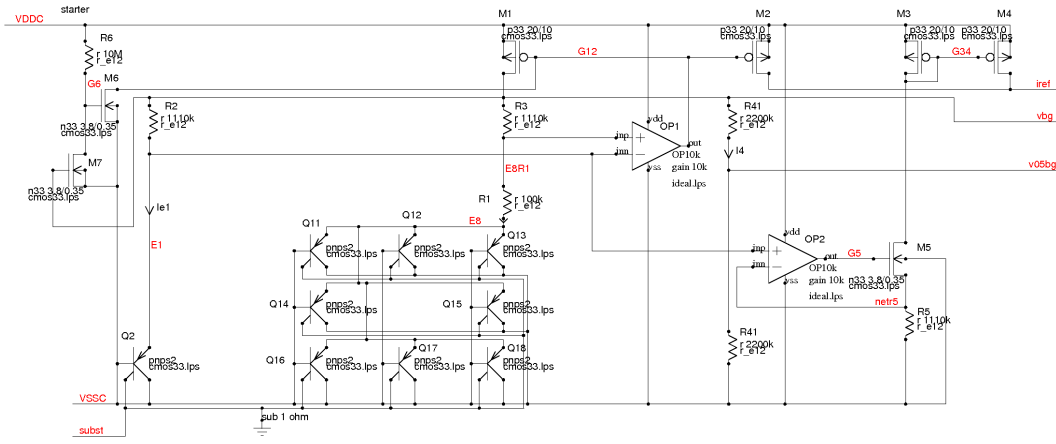 starter
VDDC
M1
M2
M3
M4
p33 20/10
cmos33.lps
p33 20/10
cmos33.lps
p33 20/10
cmos33.lps
p33 20/10
cmos33.lps
R6
r 10M
r_e12
G12
G34
G6
M6
iref
R2
r 1110k
r_e12
R3
r 1110k
r_e12
R41
r 2200k
r_e12
vbg
n33 3.8/0.35
cmos33.lps
vdd
OP1
inp
inn
out
vss
OP10k
gain 10k
ideal.lps
I4
M7
n33 3.8/0.35
cmos33.lps
E8R1
v05bg
R1
r 100k
r_e12
Ie1
E1
E8
Q11
Q12
Q13
pnps2
cmos33.lps
pnps2
cmos33.lps
pnps2
cmos33.lps
vdd
OP2
inp
inn
out
vss
OP10k
gain 10k
ideal.lps
G5
M5
n33 3.8/0.35
cmos33.lps
netr5
Q14
Q15
pnps2
cmos33.lps
pnps2
cmos33.lps
R5
r 1110k
r_e12
Q2
pnps2
cmos33.lps
Q16
Q17
Q18
pnps2
cmos33.lps
pnps2
cmos33.lps
pnps2
cmos33.lps
R41
r 2200k
r_e12
VSSC
sub 1 ohm
subst